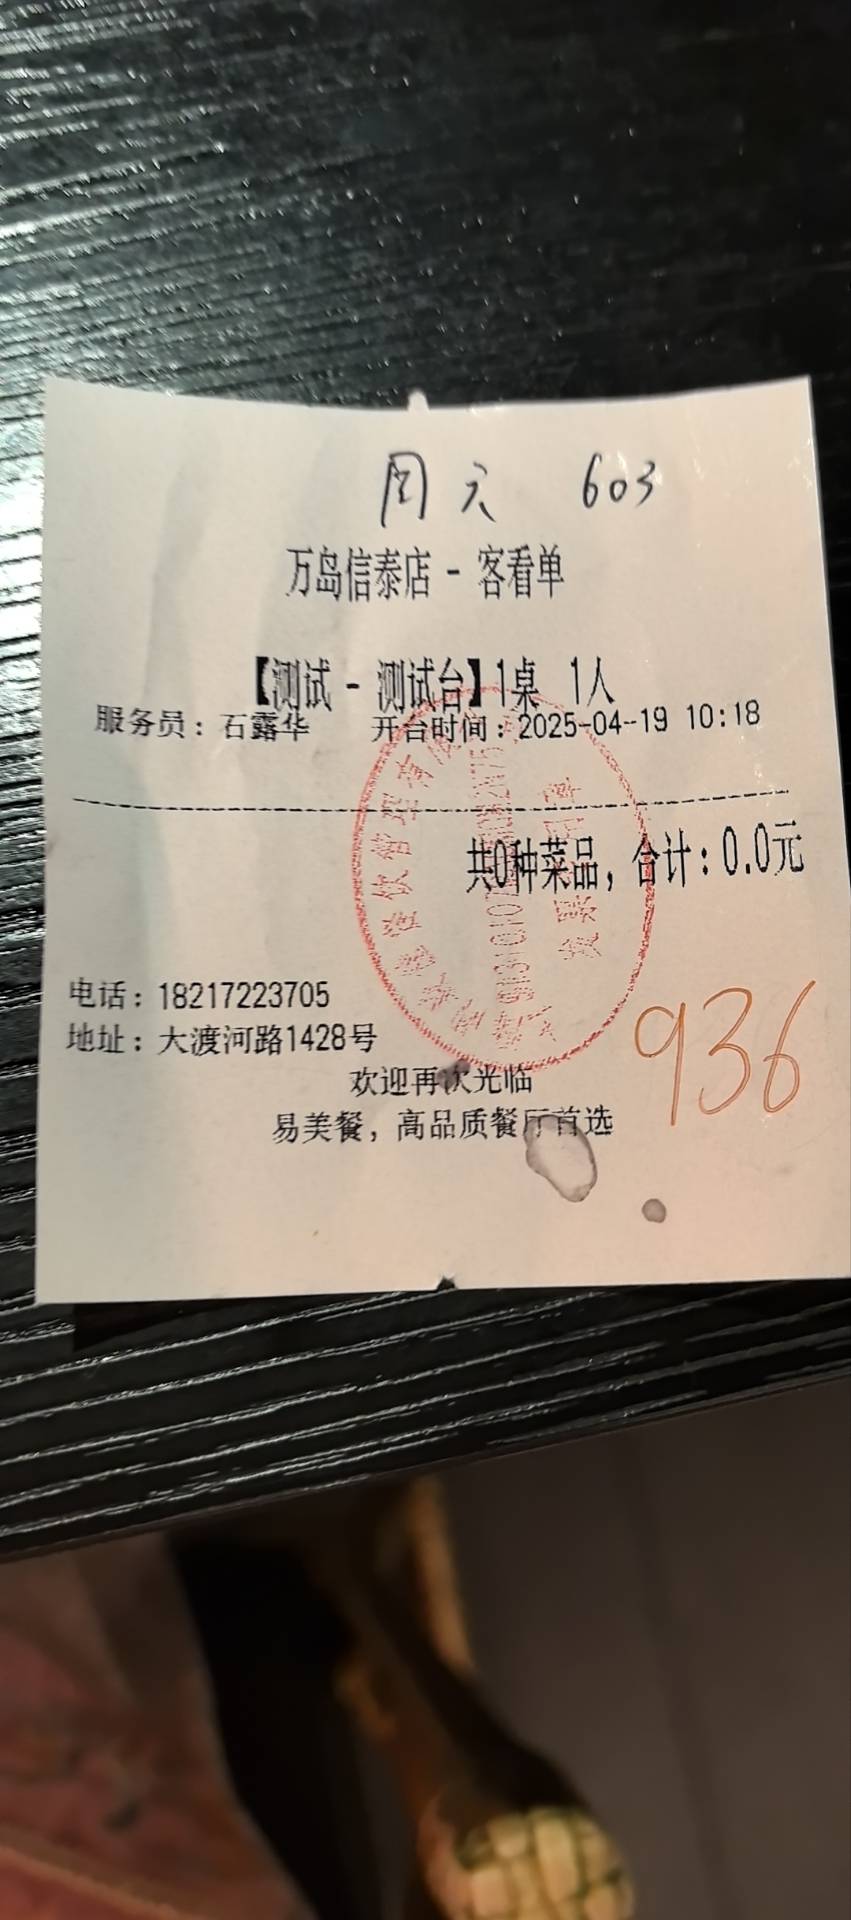 周六 603
万岛信泰店 - 客看单
【测试 - 测试台】1桌 1人
服务员：石露华 开台时间：2025-04-19 10:18
共0种菜品，合计：0.0元
电话：18217223705
地址：大渡河路1428号
936
欢迎再次光临
易美餐，高品质餐厅首选